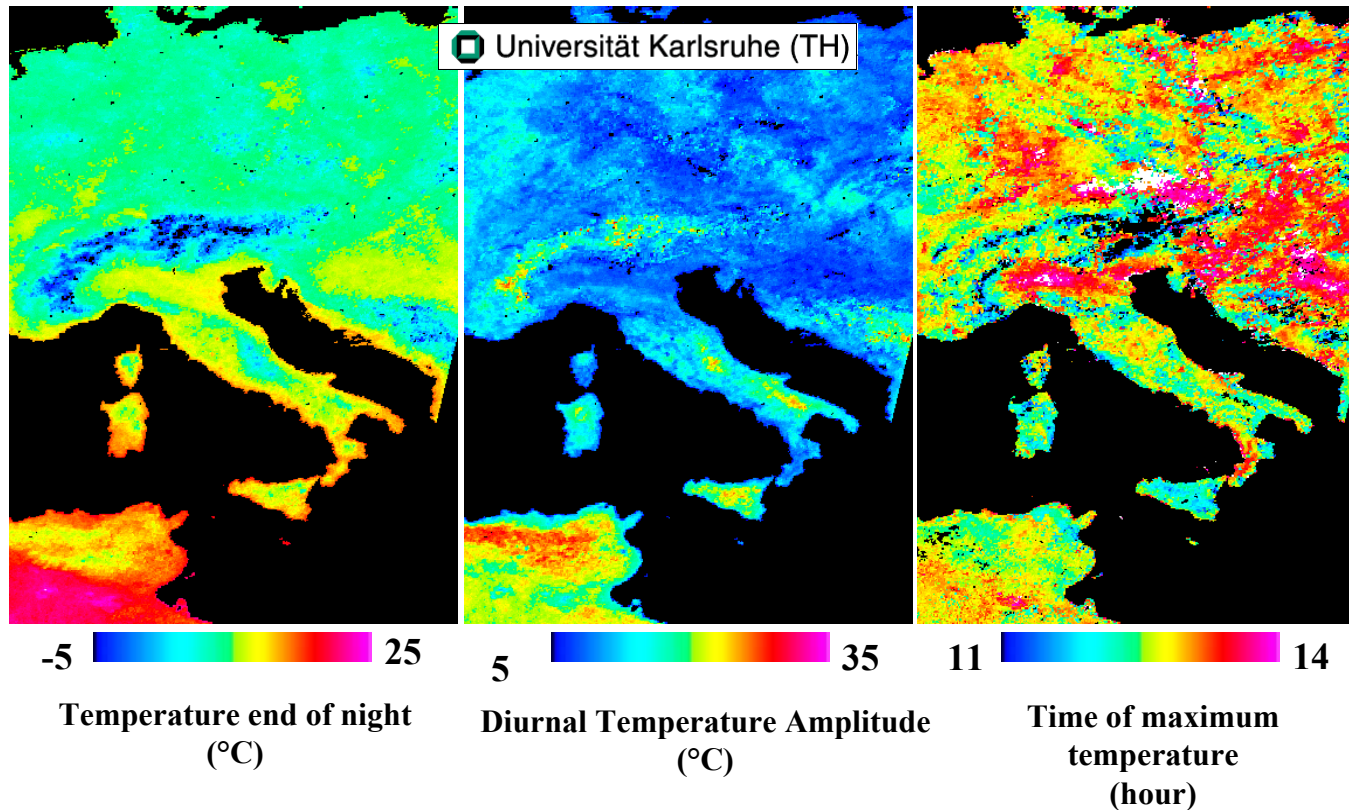 Universität Karlsruhe (TH)
-5 25
5 35
11 14
Temperature end of night
(°C)
Diurnal Temperature Amplitude
(°C)
Time of maximum
temperature
(hour)